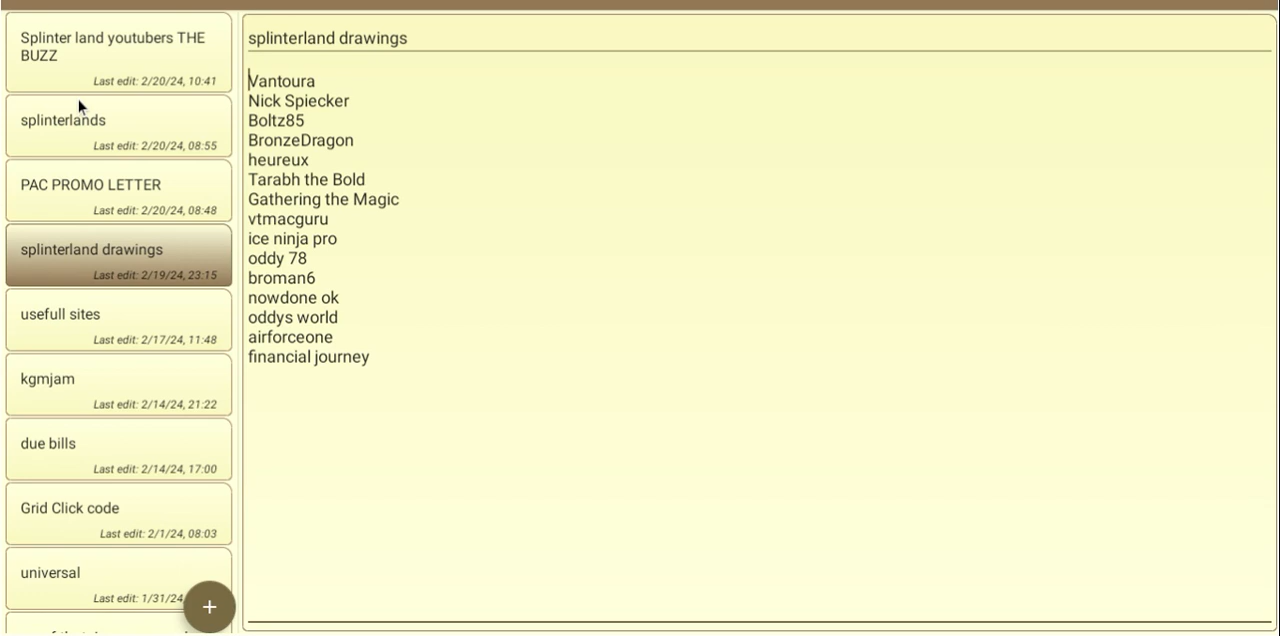 Splinter land youtubers THE
BUZZ
Last edit: 2/20/24, 10:41
splinterlands
Last edit: 2/20/24, 08:55
PAC PROMO LETTER
Last edit: 2/20/24, 08:48
splinterland drawings
Last edit: 2/19/24, 23:15
usefull sites
Last edit: 2/17/24, 11:48
kgmjam
Last edit: 2/14/24, 21:22
due bills
Last edit: 2/14/24, 17:00
Grid Click code
Last edit: 2/1/24, 08:03
universal
Last edit: 1/31/24,
+
splinterland drawings
Vantoura
Nick Spiecker
Boltz85
BronzeDragon
heureux
Tarabh the Bold
Gathering the Magic
vtmacguru
ice ninja pro
oddy 78
broman6
nowdone ok
oddys world
airforceone
financial journey